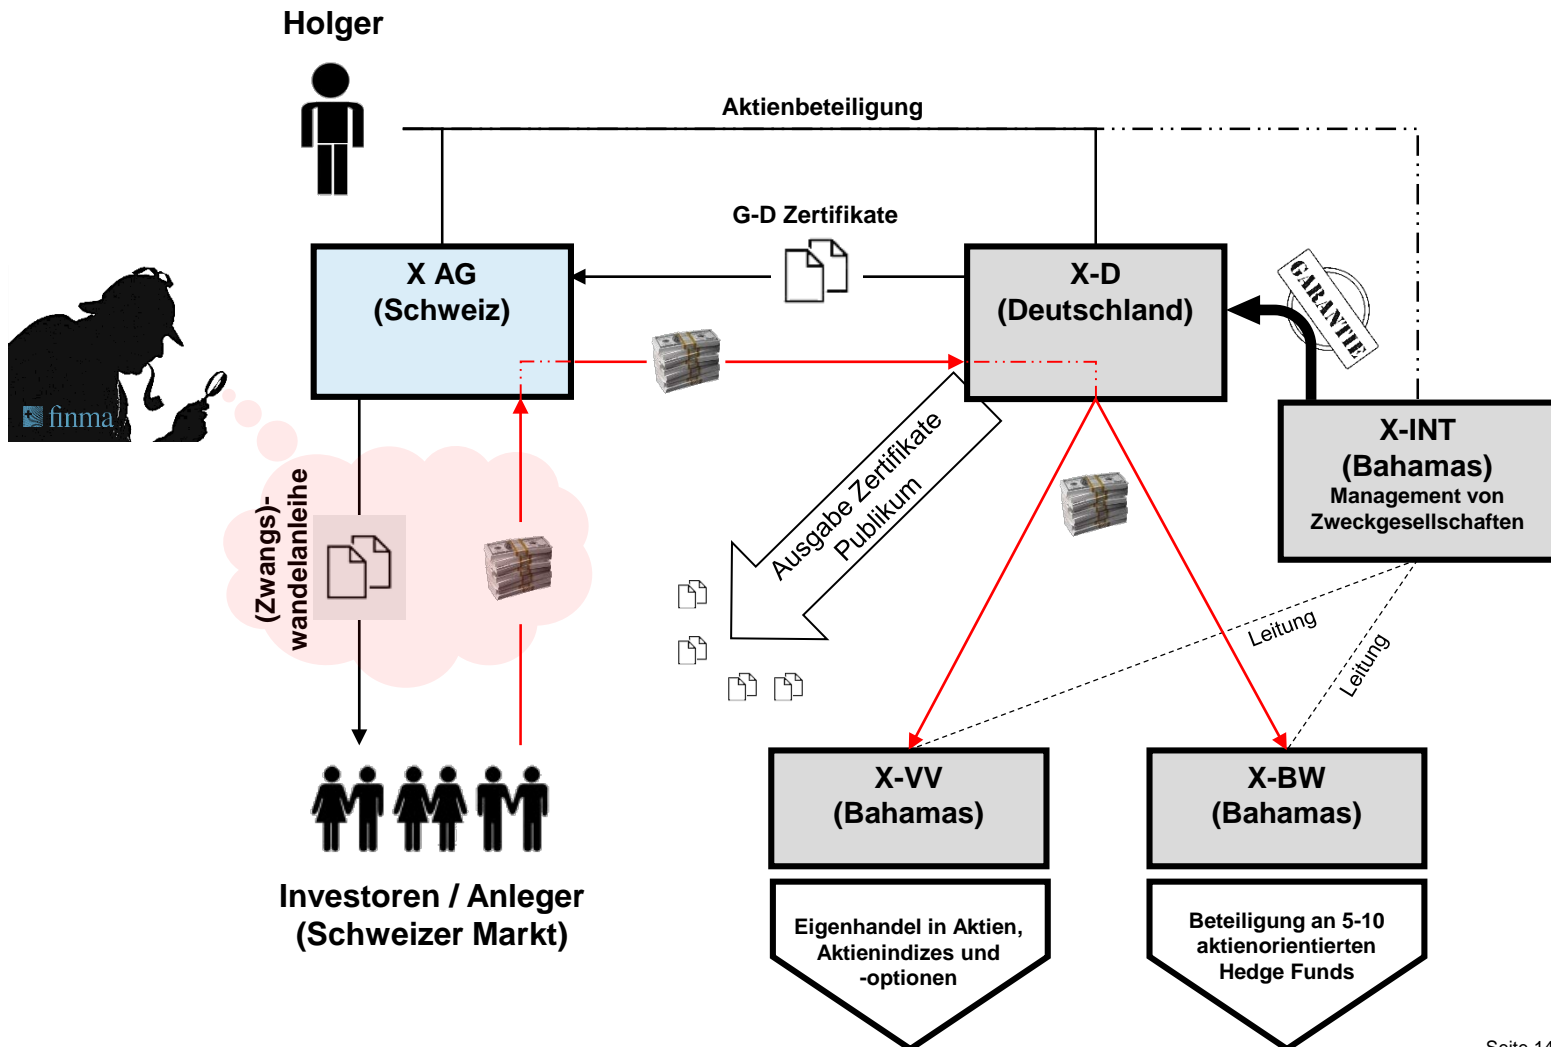 Holger
Aktienbeteiligung
G-D Zertifikate
X AG
(Schweiz)
X-D
(Deutschland)
GARANTIE
finma
X-INT
(Bahamas)
Management von
Zweckgesellschaften
(Zwangs)-
wandelanleihe
Ausgabe Zertifikate
Publikum
Leitung
Leitung
X-VV
(Bahamas)
X-BW
(Bahamas)
Investoren / Anleger
(Schweizer Markt)
Eigenhandel in Aktien,
Aktienindizes und
-optionen
Beteiligung an 5-10
aktienorientierten
Hedge Funds
Seite 14